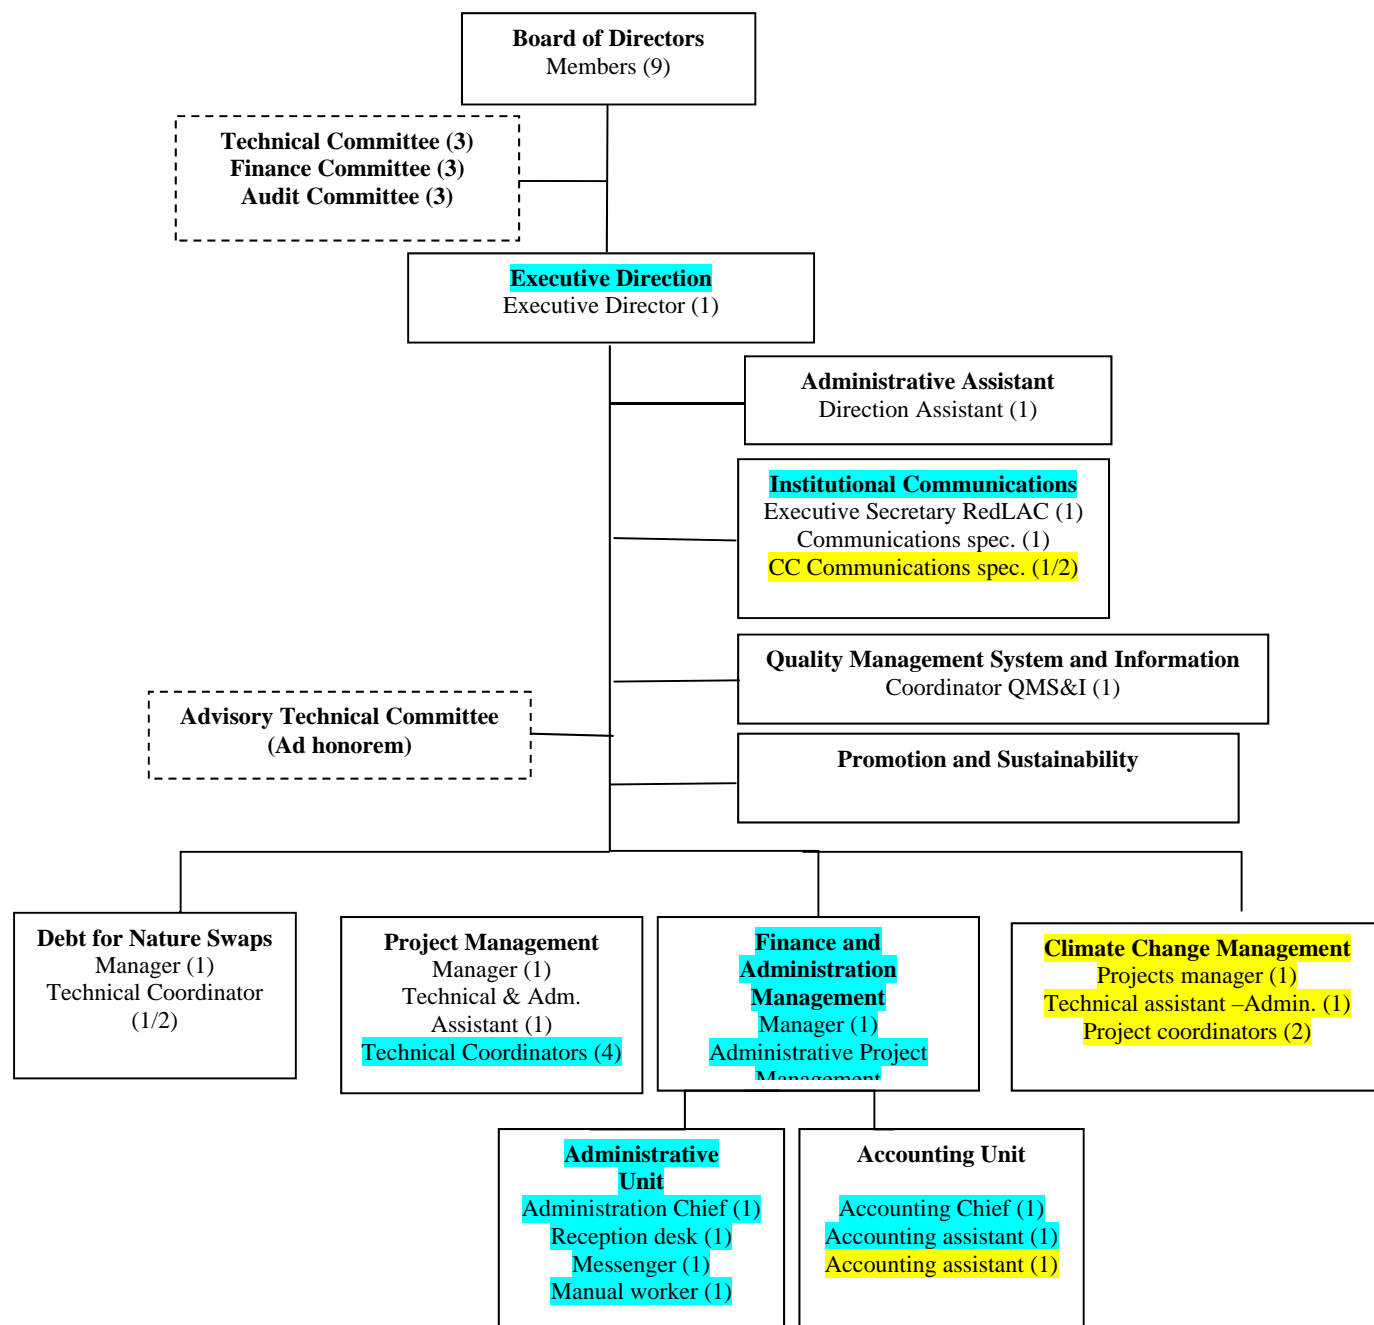 Board of Directors
Members (9)
Technical Committee (3)
Finance Committee (3)
Audit Committee (3)
Executive Direction
Executive Director (1)
Administrative Assistant
Direction Assistant (1)
Institutional Communications
Executive Secretary RedLAC (1)
Communications spec. (1)
CC Communications spec. (1/2)
Quality Management System and Information
Coordinator QMS&I (1)
Advisory Technical Committee
(Ad honorem)
Promotion and Sustainability
Debt for Nature Swaps
Manager (1)
Technical Coordinator
(1/2)
Project Management
Manager (1)
Technical & Adm.
Assistant (1)
Technical Coordinators (4)
Finance and
Administration
Management
Manager (1)
Administrative Project
Management
Climate Change Management
Projects manager (1)
Technical assistant –Admin. (1)
Project coordinators (2)
Administrative
Unit
Administration Chief (1)
Reception desk (1)
Messenger (1)
Manual worker (1)
Accounting Unit
Accounting Chief (1)
Accounting assistant (1)
Accounting assistant (1)